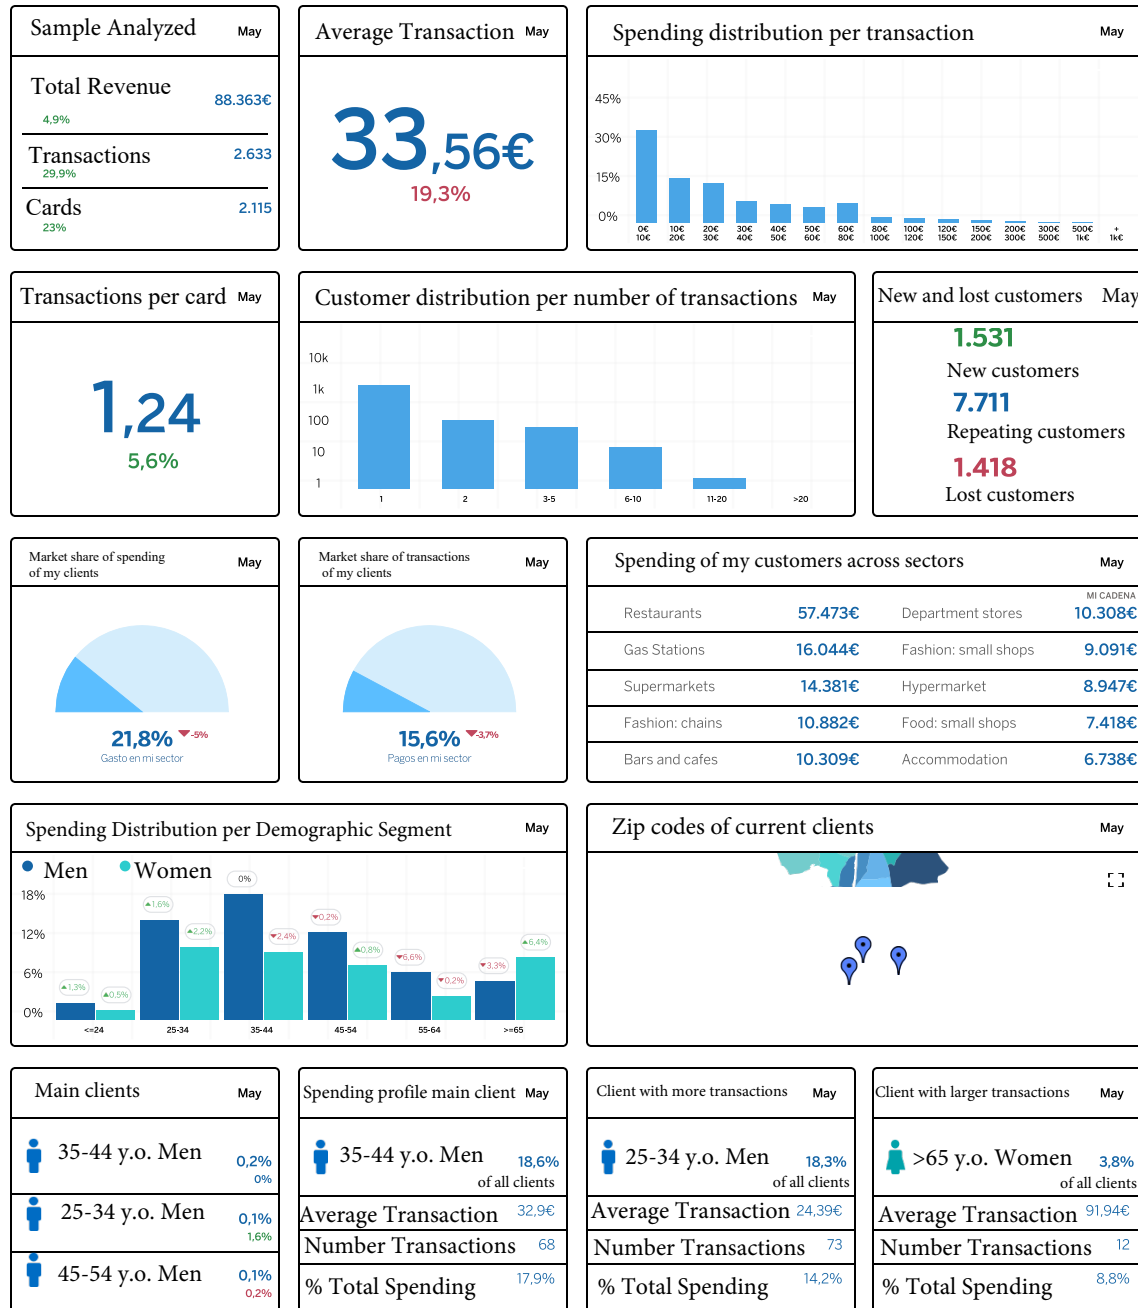 Sample Analyzed May
Total Revenue
88.363€
4,9%
Transactions
2.633
29,9%
Cards
2.115
23%
Average Transaction May
33,56€
19,3%
Spending distribution per transaction May
45%
30%
15%
0%
0€ 10€ 20€ 30€ 40€ 50€ 60€ 80€ 100€ 120€ 150€ 200€ 300€ 500€ +
10€ 20€ 30€ 40€ 50€ 60€ 80€ 100€ 120€ 150€ 200€ 300€ 500€ 1k€ 1k€
Transactions per card May
1,24
5,6%
Customer distribution per number of transactions May
10k
1k
100
10
1
1 2 3-5 6-10 11-20 >20
New and lost customers May
1.531
New customers
7.711
Repeating customers
1.418
Lost customers
Market share of spending
of my clients
May
21,8% -5%
Gasto en mi sector
Market share of transactions
of my clients
May
15,6% -3,7%
Pagos en mi sector
Spending of my customers across sectors May
MI CADENA
Restaurants 57.473€ Department stores 10.308€
Gas Stations 16.044€ Fashion: small shops 9.091€
Supermarkets 14.381€ Hypermarket 8.947€
Fashion: chains 10.882€ Food: small shops 7.418€
Bars and cafes 10.309€ Accommodation 6.738€
Spending Distribution per Demographic Segment May
Men Women
18%
12%
6%
0%
1,3% 0.5% 1,6% 2,2% 0% 2,4% 0.2% 0,8% 6,6% 0.2% 3,3% 6,4%
<=24 25-34 35-44 45-54 55-64 >=65
Zip codes of current clients May
Main clients May
35-44 y.o. Men 0,2%
0%
25-34 y.o. Men 0,1%
1,6%
45-54 y.o. Men 0,1%
0,2%
Spending profile main client May
35-44 y.o. Men 18,6%
of all clients
Average Transaction 32,9€
Number Transactions 68
% Total Spending 17,9%
Client with more transactions May
25-34 y.o. Men 18,3%
of all clients
Average Transaction 24,39€
Number Transactions 73
% Total Spending 14,2%
Client with larger transactions May
>65 y.o. Women 3,8%
of all clients
Average Transaction 91,94€
Number Transactions 12
% Total Spending 8,8%